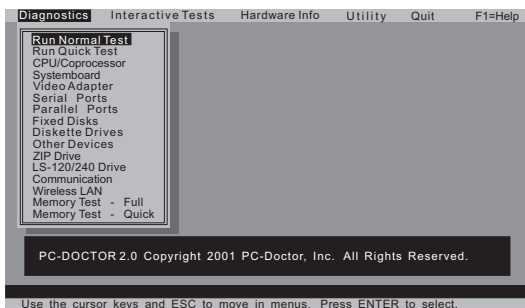 Diagnostics Interactive Tests Hardware Info Utility Quit F1=Help
Run Normal Test
Run Quick Test
CPU/Coprocessor
Systemboard
Video Adapter
Serial Ports
Parallel Ports
Fixed Disks
Diskette Drives
Other Devices
ZIP Drive
LS-120/240 Drive
Communication
Wireless LAN
Memory Test - Full
Memory Test - Quick
PC-DOCTOR 2.0 Copyright 2001 PC-Doctor, Inc. All Rights Reserved.
Use the cursor keys and ESC to move in menus. Press ENTER to select.